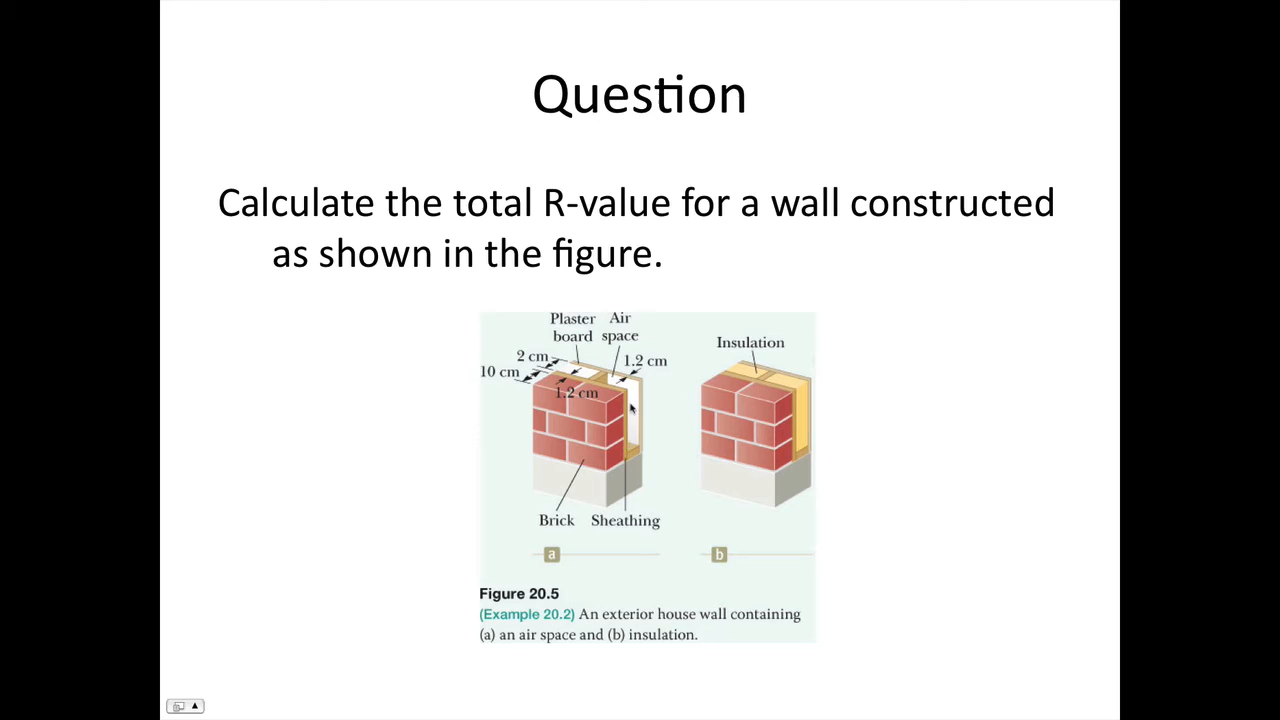 Question
Calculate the total R-value for a wall constructed
as shown in the figure.
Plaster board
Air space
2 cm
1.2 cm
10 cm
1.2 cm
Brick
Sheathing
a
Insulation
b
Figure 20.5
(Example 20.2) An exterior house wall containing
(a) an air space and (b) insulation.